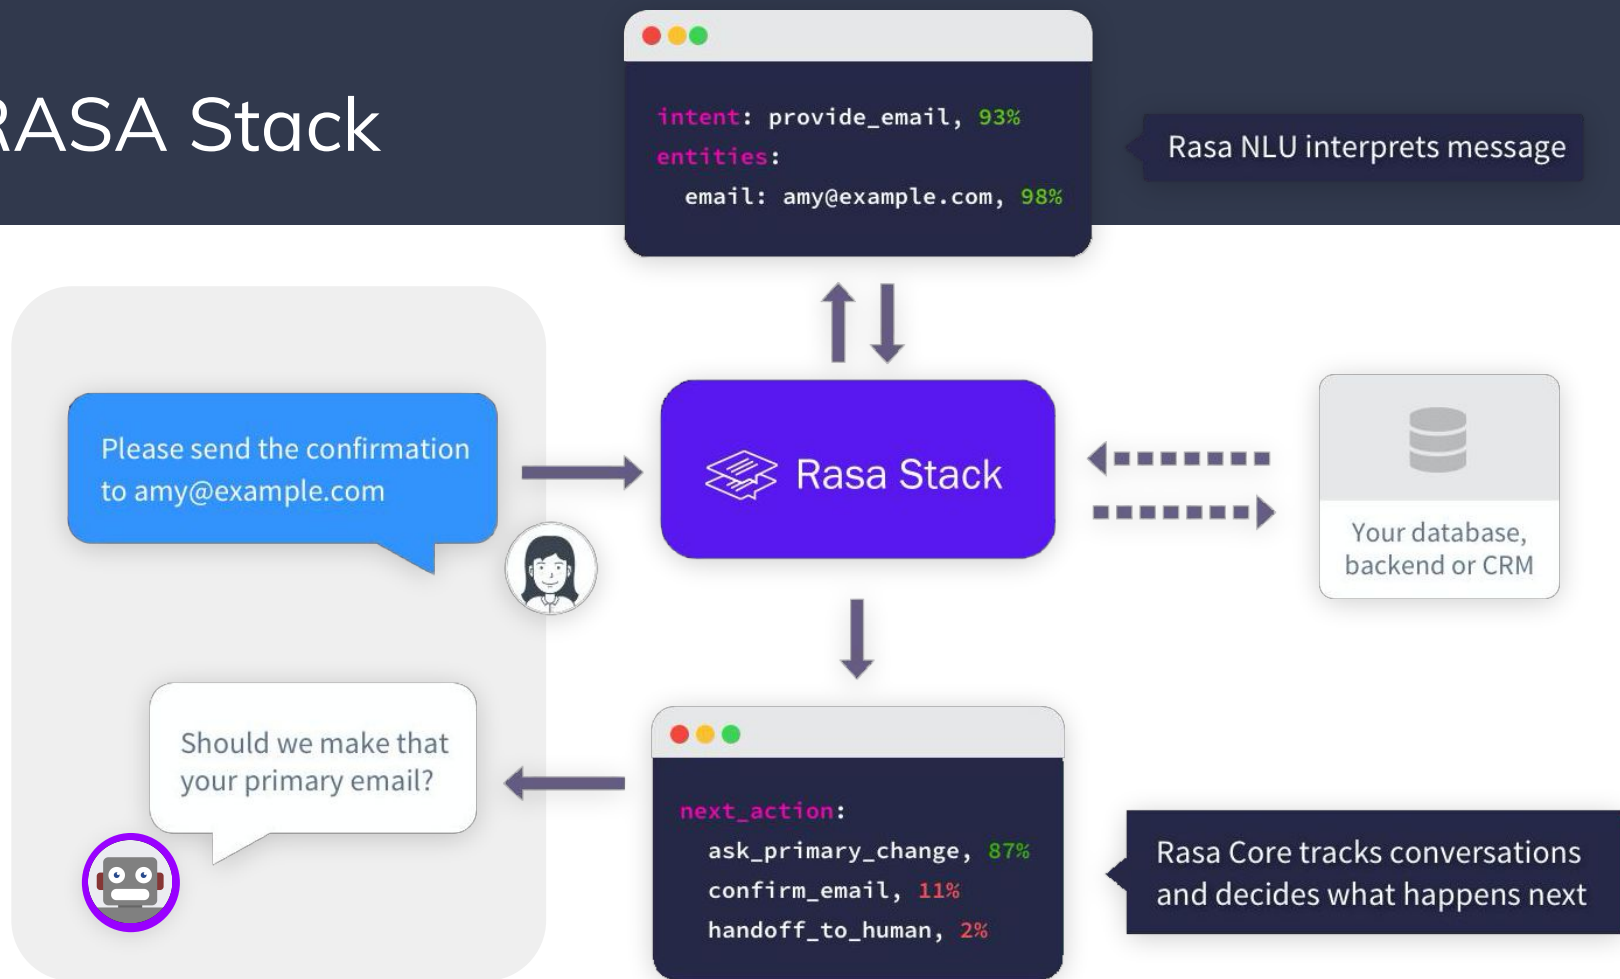 RASA Stack
intent: provide_email, 93%
entities:
email: amy@example.com, 98%
Rasa NLU interprets message
Please send the confirmation
to amy@example.com
Rasa Stack
Your database,
backend or CRM
Should we make that
your primary email?
next_action:
ask_primary_change, 87%
confirm_email, 11%
handoff_to_human, 2%
Rasa Core tracks conversations
and decides what happens next